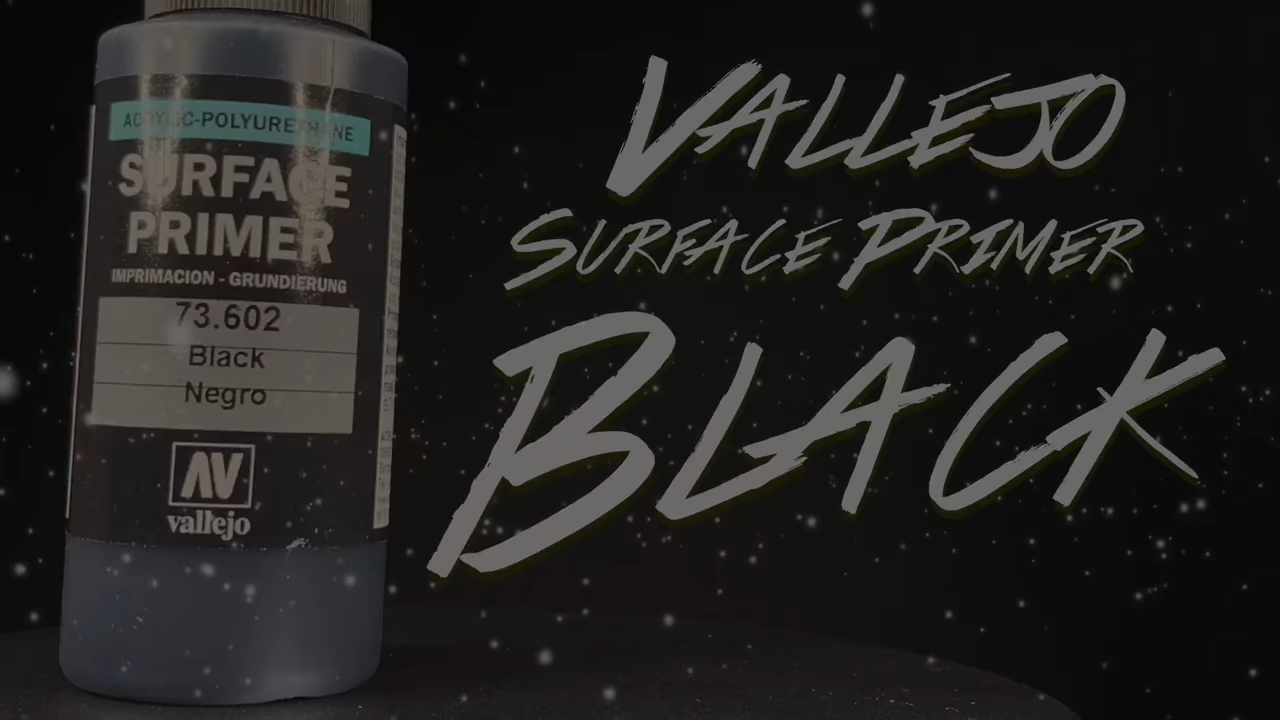 ACRYLIC-POLYURETHANE
SURFACE
PRIMER
IMPRIMACION - GRUNDIERUNG
73.602
Black
Negro
AV
vallejo
VALLEJO
SURFACE PRIMER
BLACK